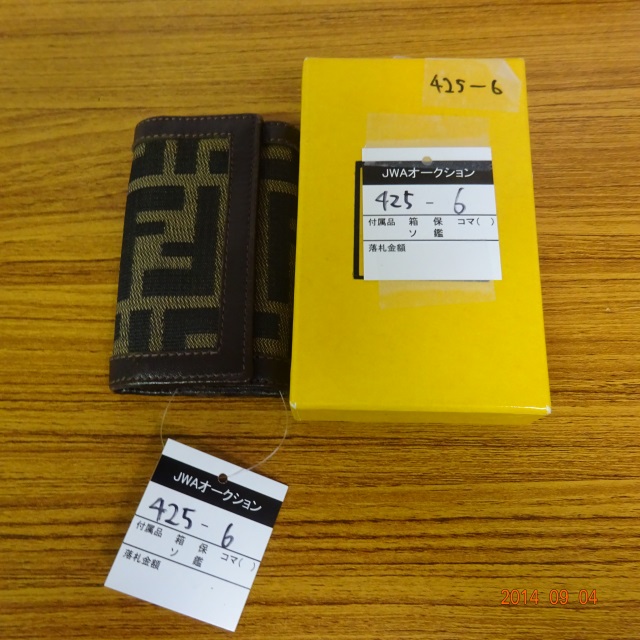 425-6
JWAオークション
425 - 6
付属品 箱 保 コマ( )
ソ 鑑
落札金額
JWAオークション
425 - 6
付属品 箱 保 コマ( )
ソ 鑑
落札金額
2014 09 04